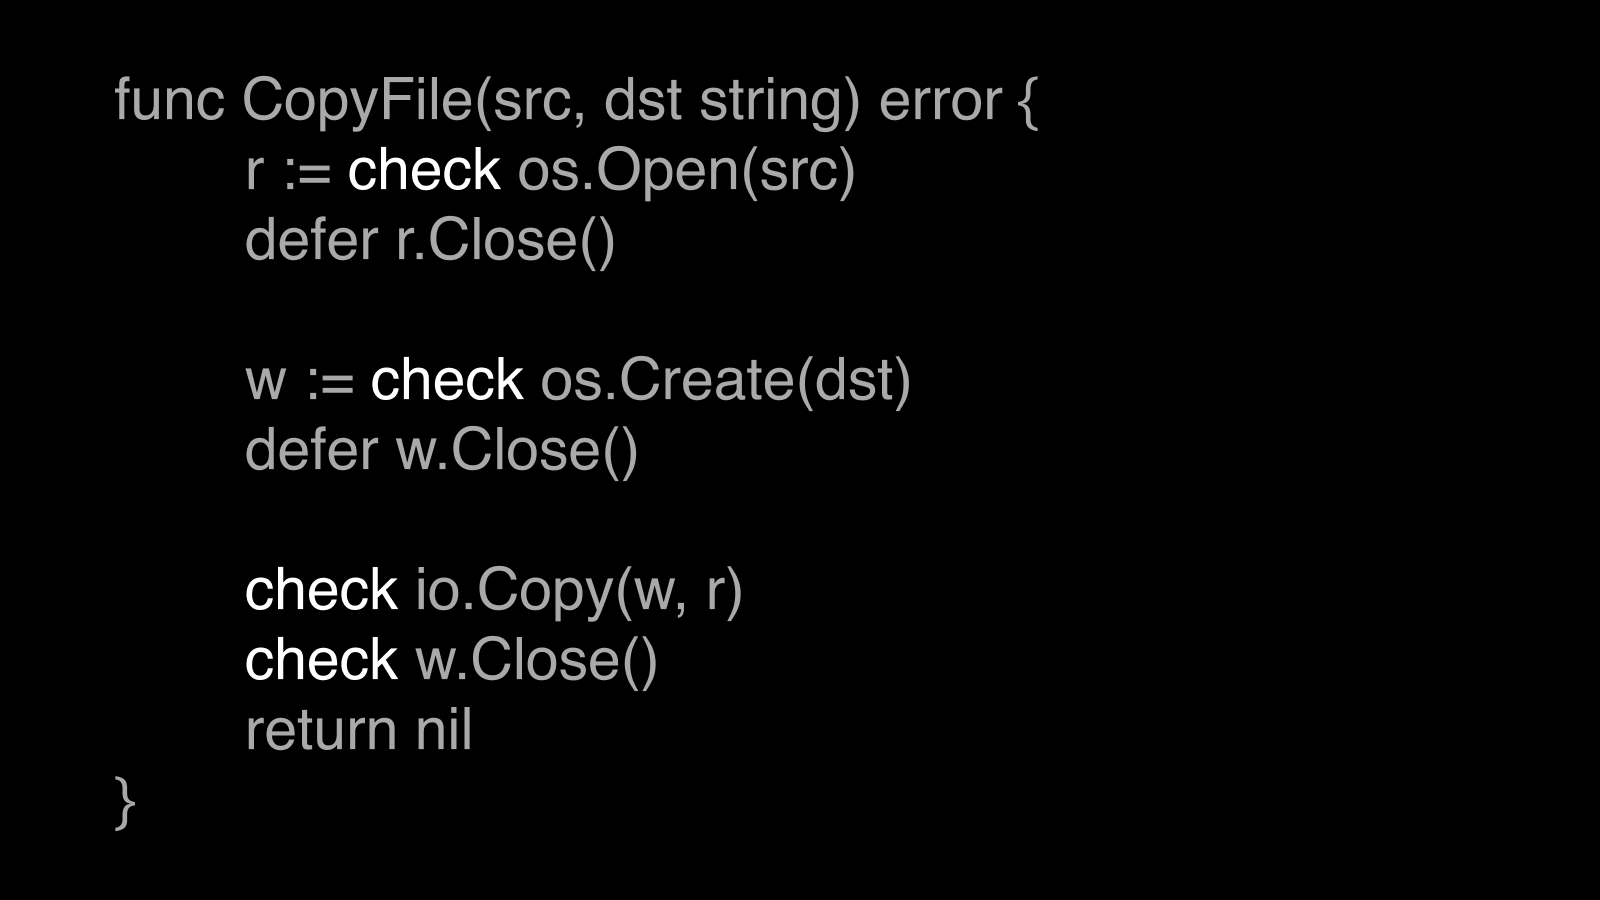 func CopyFile(src, dst string) error {
r := check os.Open(src)
defer r.Close()
w := check os.Create(dst)
defer w.Close()
check io.Copy(w, r)
check w.Close()
return nil
}